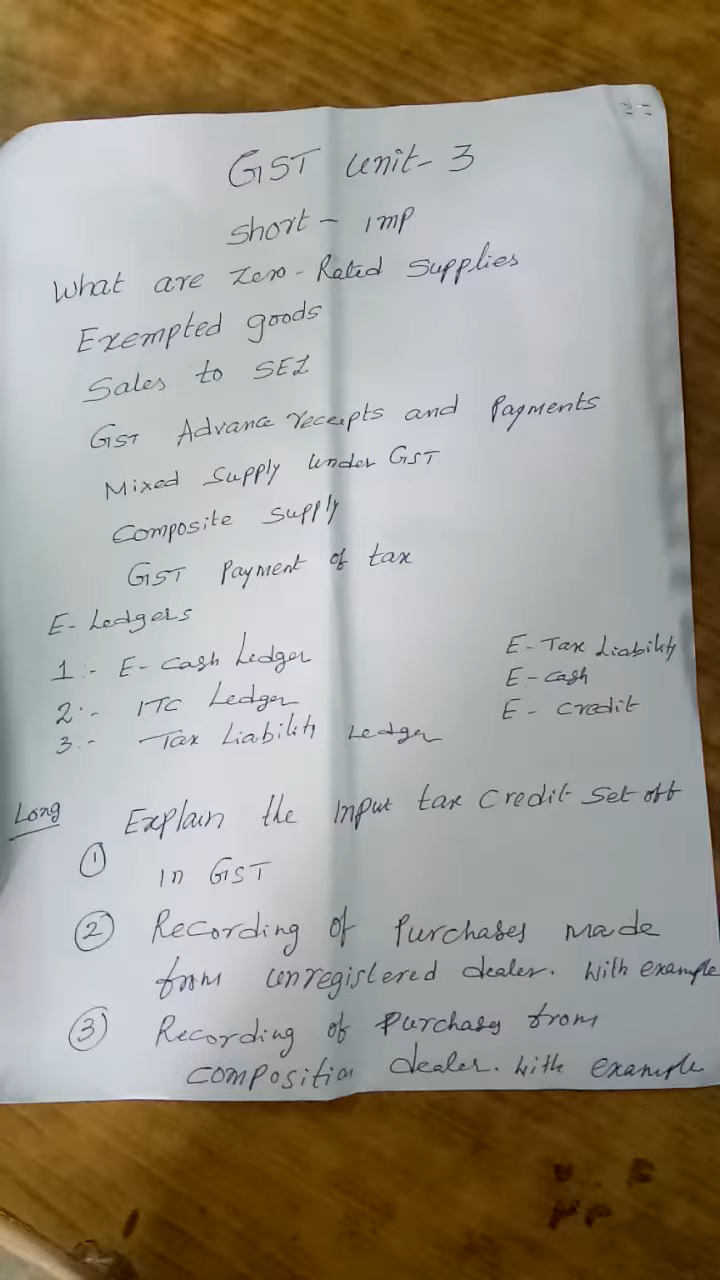 GST Unit - 3
Short - imp
What are Zero-Rated Supplies
Exempted goods
Sales to SEZ
GST Advance receipts and Payments
Mixed Supply Under GST
Composite Supply
GST Payment of tax
E-Ledgers
1:- E-Cash Ledger
2:- ITC Ledger
3:- Tax Liability Ledger
E-Tax Liability
E-cash
E-credit
Long
① Explain the Input tax Credit Set off
in GST
② Recording of Purchases made
from unregistered dealer. With example
③ Recording of Purchases from
composition dealer. With example